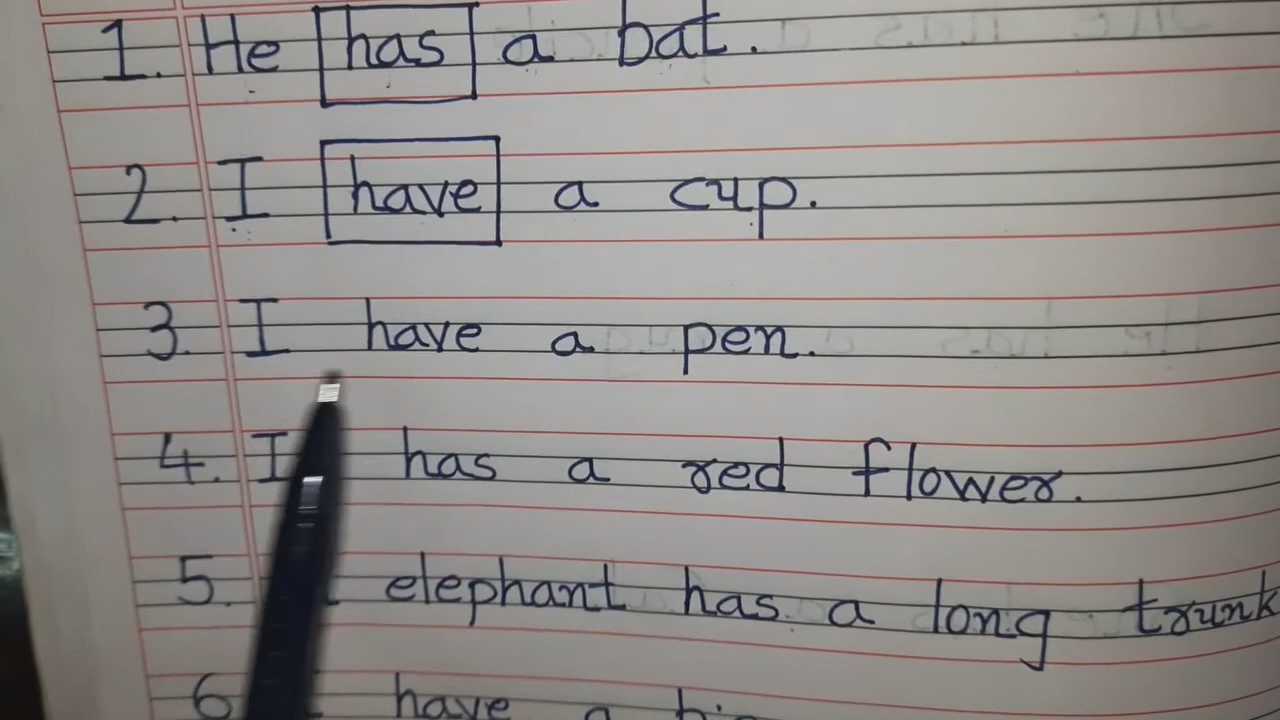 1. He has a bat.
2. I have a cup.
3. I have a pen.
4. has a red flower.
5. elephant has a long trunk
6 have a